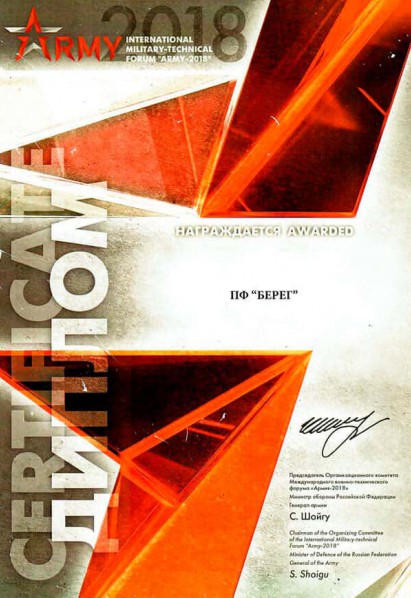 2018
ARMY
INTERNATIONAL
MILITARY-TECHNICAL
FORUM "ARMY-2018"
CERTIFICATE
ДИПЛОМ
НАГРАЖДАЕТСЯ AWARDED
ПФ “БЕРЕГ”
Председатель Организационного комитета
Международного военно-технического
форума «Армия-2018»
Министр обороны Российской Федерации
Генерал армии
С. Шойгу
Chairman of the Organizing Committee
of the International Military-technical
Forum "Army-2018"
Minister of Defence of the Russian Federation
General of the Army
S. Shoigu